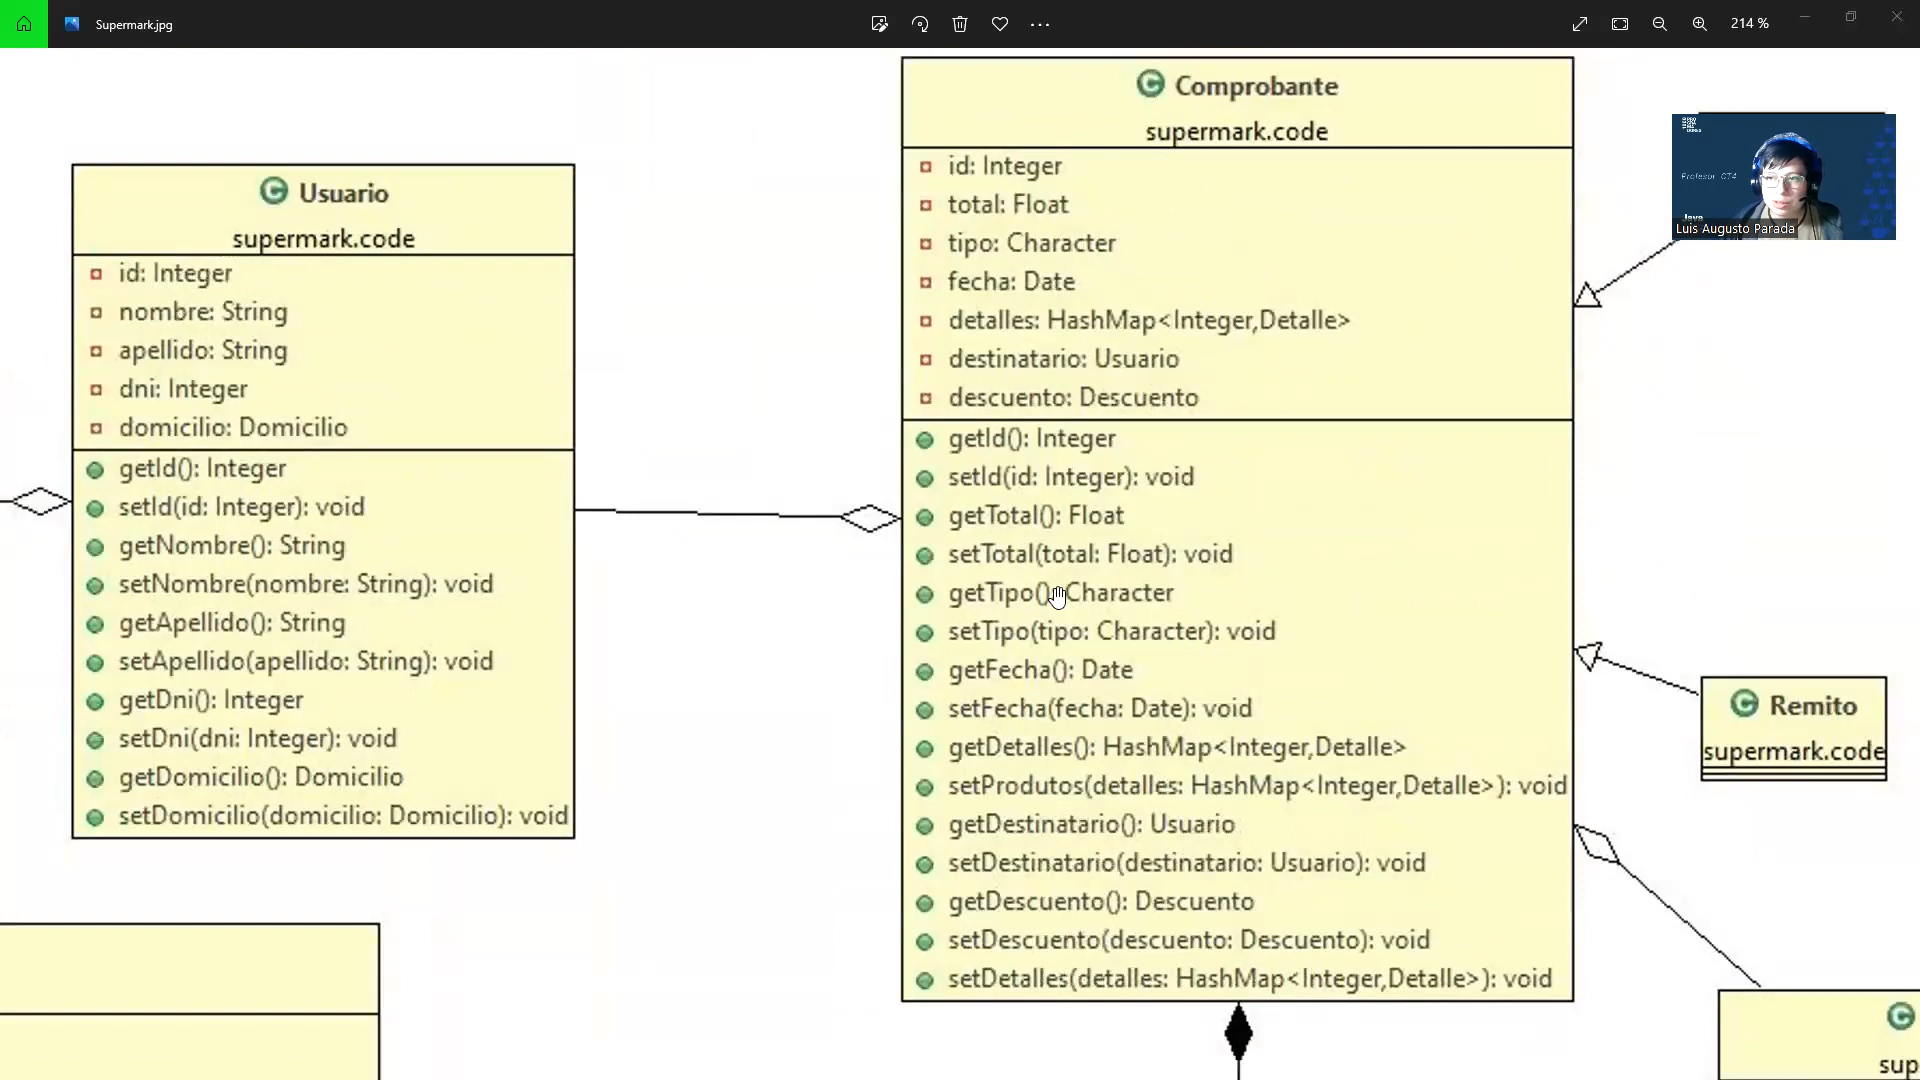 Supermark.jpg
214 %
Usuario
supermark.code
id: Integer
nombre: String
apellido: String
dni: Integer
domicilio: Domicilio
getId(): Integer
setId(id: Integer): void
getNombre(): String
setNombre(nombre: String): void
getApellido(): String
setApellido(apellido: String): void
getDni(): Integer
setDni(dni: Integer): void
getDomicilio(): Domicilio
setDomicilio(domicilio: Domicilio): void
Comprobante
supermark.code
id: Integer
total: Float
tipo: Character
fecha: Date
detalles: HashMap<Integer,Detalle>
destinatario: Usuario
descuento: Descuento
getId(): Integer
setId(id: Integer): void
getTotal(): Float
setTotal(total: Float): void
getTipo(): Character
setTipo(tipo: Character): void
getFecha(): Date
setFecha(fecha: Date): void
getDetalles(): HashMap<Integer,Detalle>
setProdutos(detalles: HashMap<Integer,Detalle>): void
getDestinatario(): Usuario
setDestinatario(destinatario: Usuario): void
getDescuento(): Descuento
setDescuento(descuento: Descuento): void
setDetalles(detalles: HashMap<Integer,Detalle>): void
Profesor CT4
Java
Luis Augusto Parada
Remito
supermark.code
sup